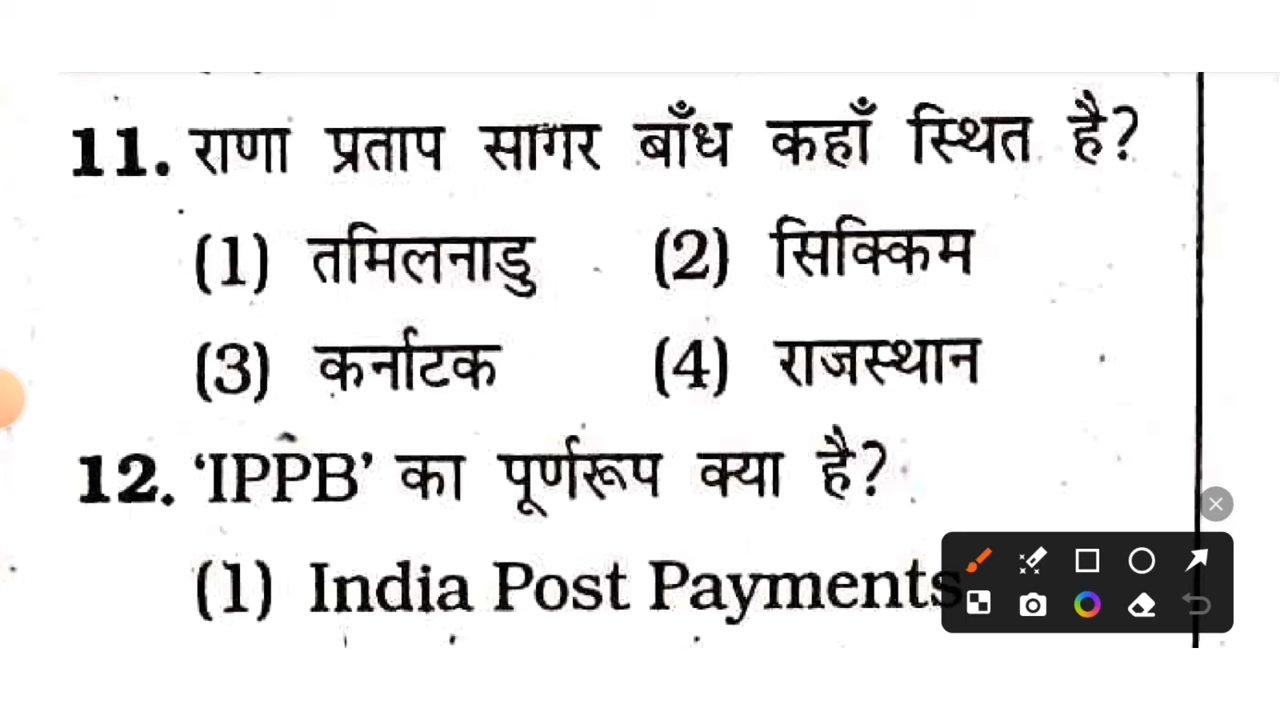 11. राणा प्रताप सागर बाँध कहाँ स्थित है?
(1) तमिलनाडु (2) सिक्किम
(3) कर्नाटक (4) राजस्थान
12. ‘IPPB’ का पूर्णरूप क्या है?
(1) India Post Payments